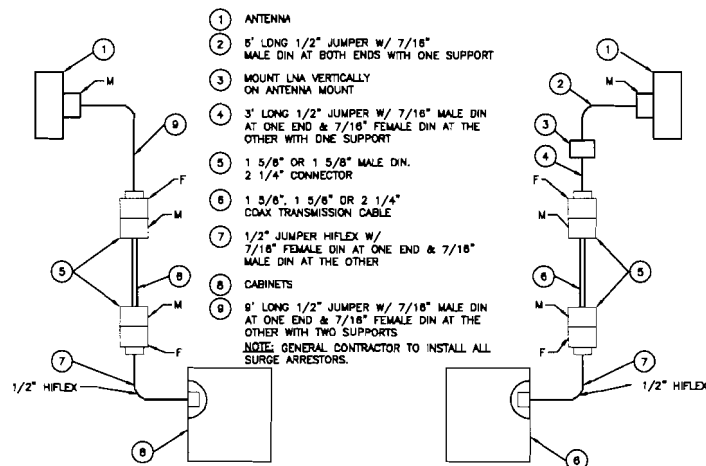 1 ANTENNA
2 6' LONG 1/2" JUMPER W/ 7/16"
MALE DIN AT BOTH ENDS WITH ONE SUPPORT
3 MOUNT LNA VERTICALLY
ON ANTENNA MOUNT
4 3' LONG 1/2" JUMPER W/ 7/16" MALE DIN
AT ONE END & 7/16" FEMALE DIN AT THE
OTHER WITH ONE SUPPORT
5 1 5/8" OR 1 5/8" MALE DIN.
2 1/4" CONNECTOR
6 1 5/8", 1 5/8" OR 2 1/4"
COAX TRANSMISSION CABLE
7 1/2" JUMPER HIFLEX W/
7/16" FEMALE DIN AT ONE END & 7/16"
MALE DIN AT THE OTHER
8 CABINETS
9 9' LONG 1/2" JUMPER W/ 7/16" MALE DIN
AT ONE END & 7/16" FEMALE DIN AT THE
OTHER WITH TWO SUPPORTS
NOTE: GENERAL CONTRACTOR TO INSTALL ALL
SURGE ARRESTORS.
1
M
9
F
M
5
6
M
F
7
1/2" HIFLEX
8
1
M
2
3
4
F
M
5
6
M
F
7
1/2" HIFLEX
6